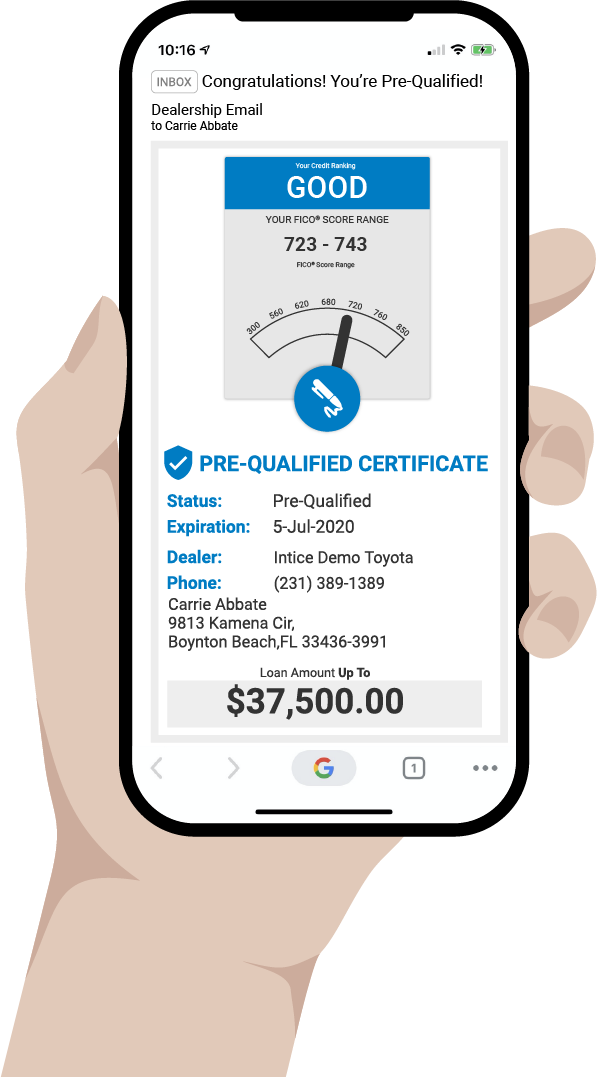 10:16
INBOX Congratulations! You're Pre-Qualified!
Dealership Email
to Carrie Abbate
Your Credit Ranking
GOOD
YOUR FICO® SCORE RANGE
723 - 743
FICO® Score Range
300 560 620 680 720 760 850
PRE-QUALIFIED CERTIFICATE
Status: Pre-Qualified
Expiration: 5-Jul-2020
Dealer: Intice Demo Toyota
Phone: (231) 389-1389
Carrie Abbate
9813 Kamena Cir,
Boynton Beach,FL 33436-3991
Loan Amount Up To
$37,500.00
G 1